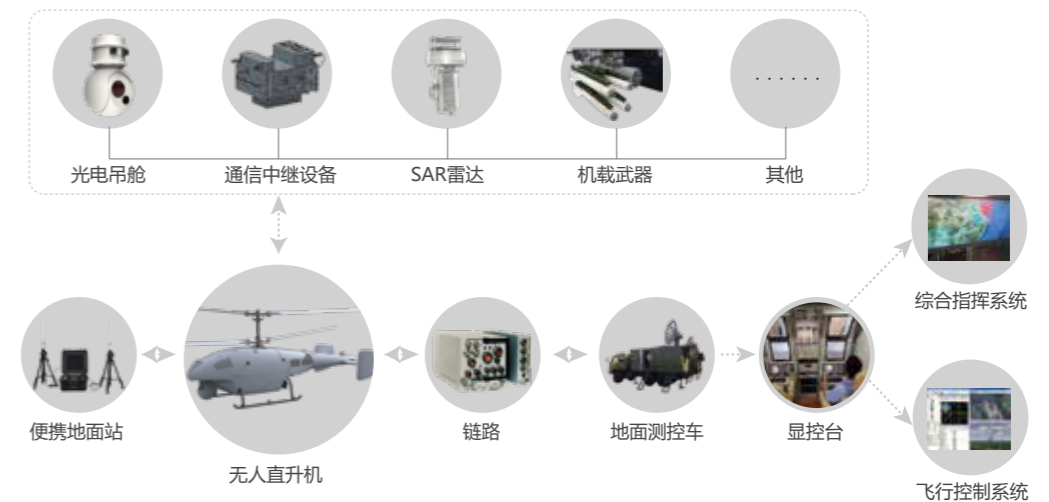 ......
光电吊舱
通信中继设备
SAR雷达
机载武器
其他
综合指挥系统
便携地面站
无人直升机
链路
地面测控车
显控台
飞行控制系统